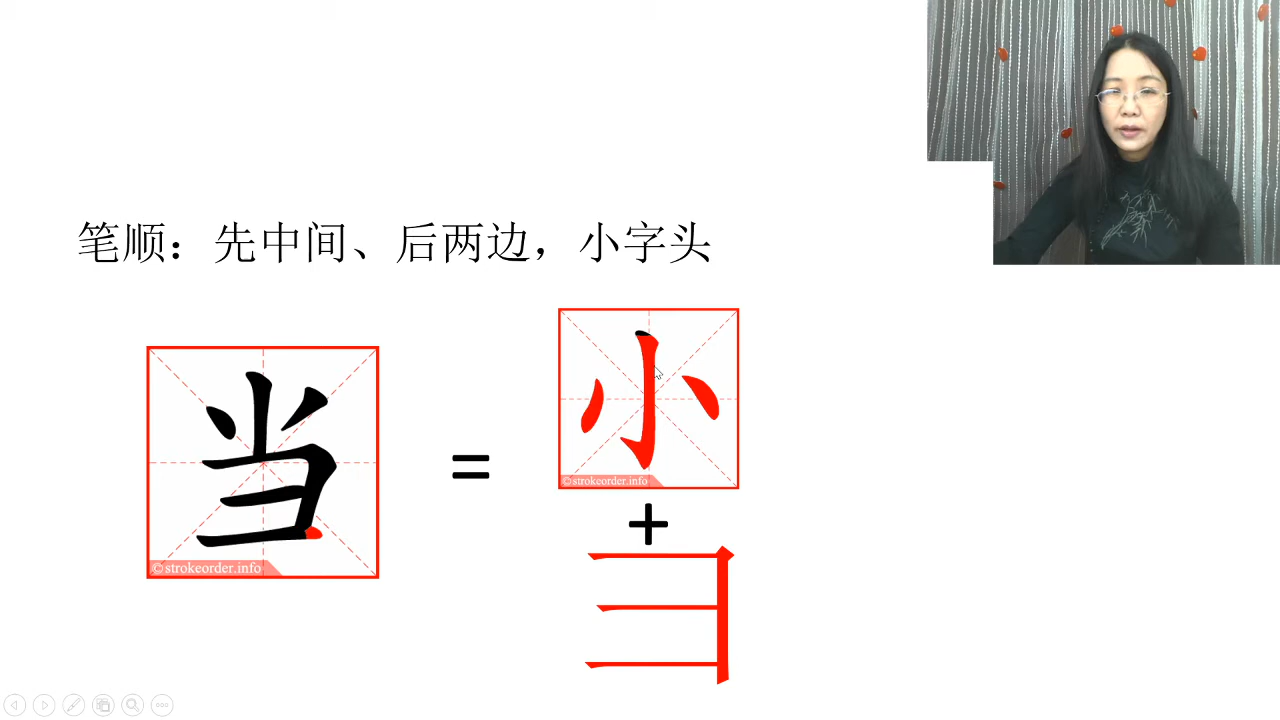 笔顺：先中间、后两边，小字头
当 = 小
©strokeorder.info
©strokeorder.info
+
彐